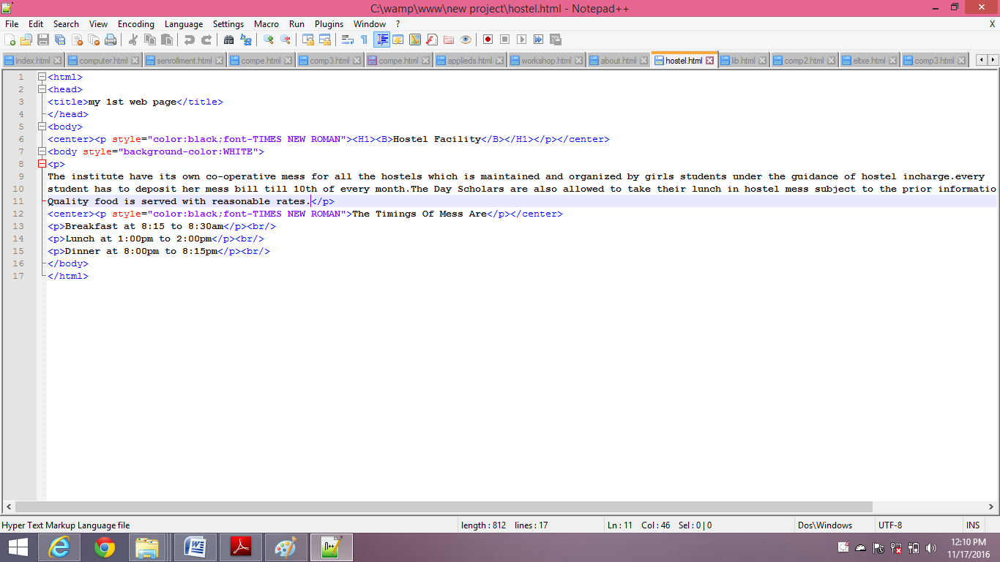 C:\wamp\www\new project\hostel.html - Notepad++
File Edit Search View Encoding Language Settings Macro Run Plugins Window ? X
index.html computer.html senrollment.html compe.html comp3.html compe.html applieds.html workshop.html about.html hostel.html lib.html comp2.html eltxe.html comp3.html
1 <html>
2 <head>
3 <title>my 1st web page</title>
4 </head>
5 <body>
6 <center><p style="color:black;font-TIMES NEW ROMAN"><H1><B>Hostel Facility</B></H1></p></center>
7 <body style="background-color:WHITE">
8 <p>
9 The institute have its own co-operative mess for all the hostels which is maintained and organized by girls students under the guidance of hostel incharge.every
10 student has to deposit her mess bill till 10th of every month.The Day Scholars are also allowed to take their lunch in hostel mess subject to the prior informatio
11 Quality food is served with reasonable rates.</p>
12 <center><p style="color:black;font-TIMES NEW ROMAN">The Timings Of Mess Are</p></center>
13 <p>Breakfast at 8:15 to 8:30am</p><br/>
14 <p>Lunch at 1:00pm to 2:00pm</p><br/>
15 <p>Dinner at 8:00pm to 8:15pm</p><br/>
16 </body>
17 </html>
Hyper Text Markup Language file length : 812 lines : 17 Ln : 11 Col : 46 Sel : 0 | 0 Dos\Windows UTF-8 INS
12:10 PM
11/17/2016